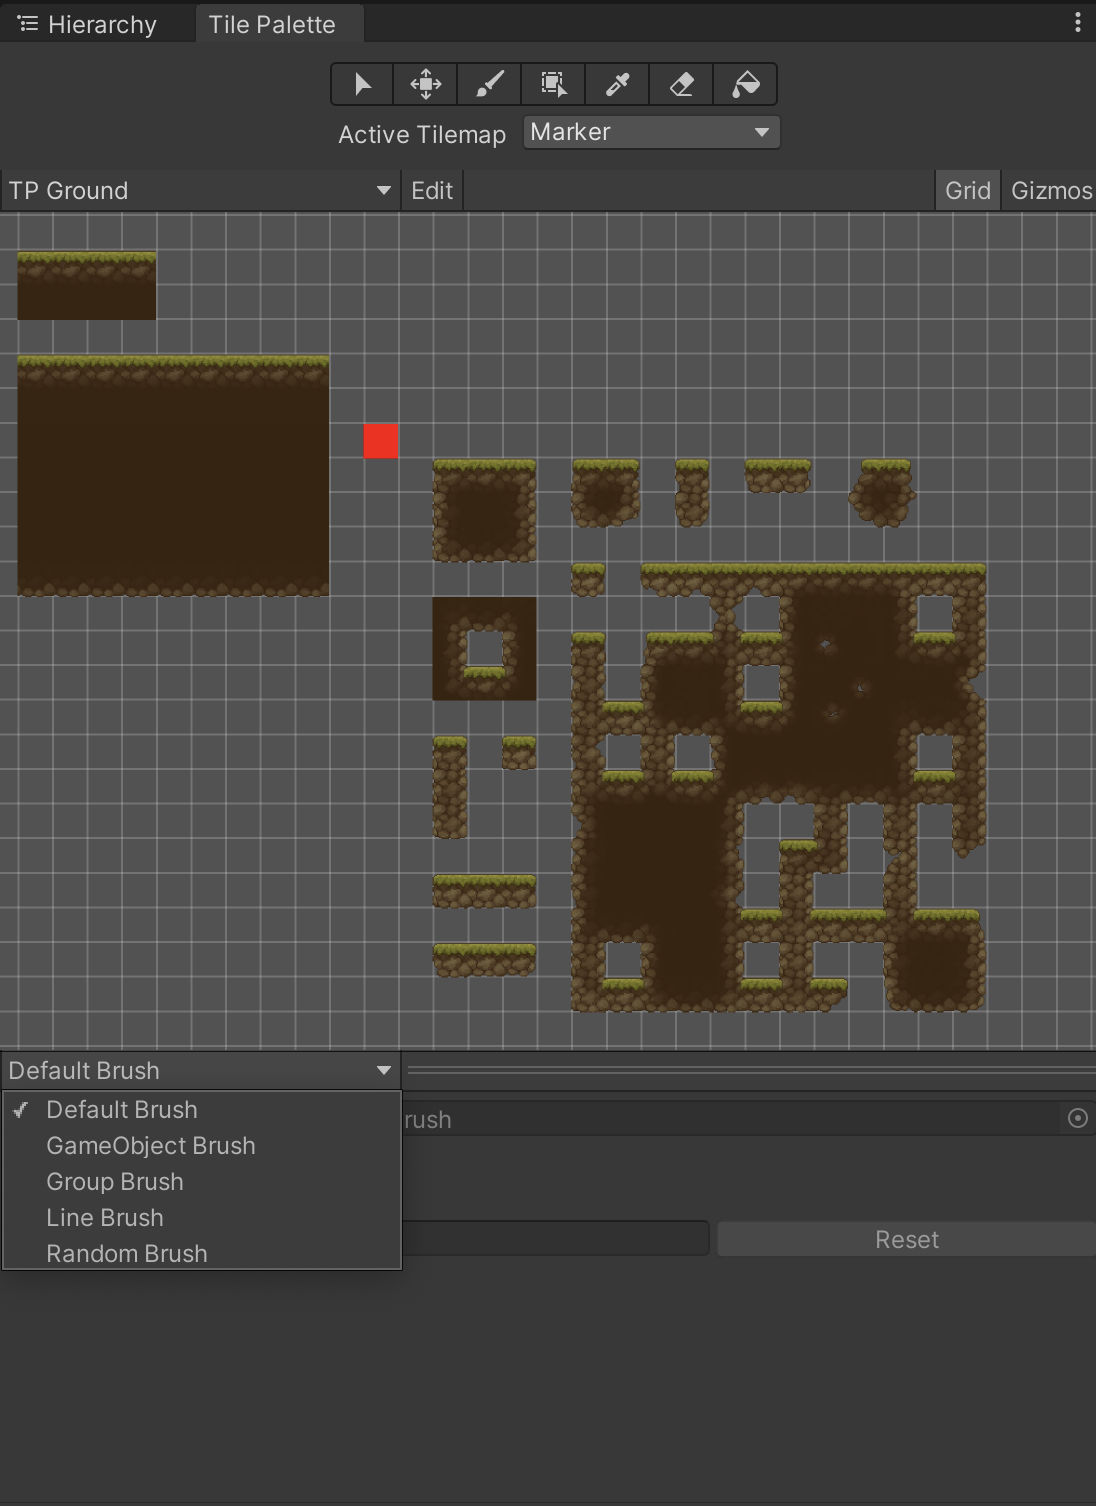 Hierarchy Tile Palette
Active Tilemap Marker
TP Ground Edit Grid Gizmos
Default Brush
Default Brush rush
GameObject Brush
Group Brush
Line Brush
Random Brush Reset